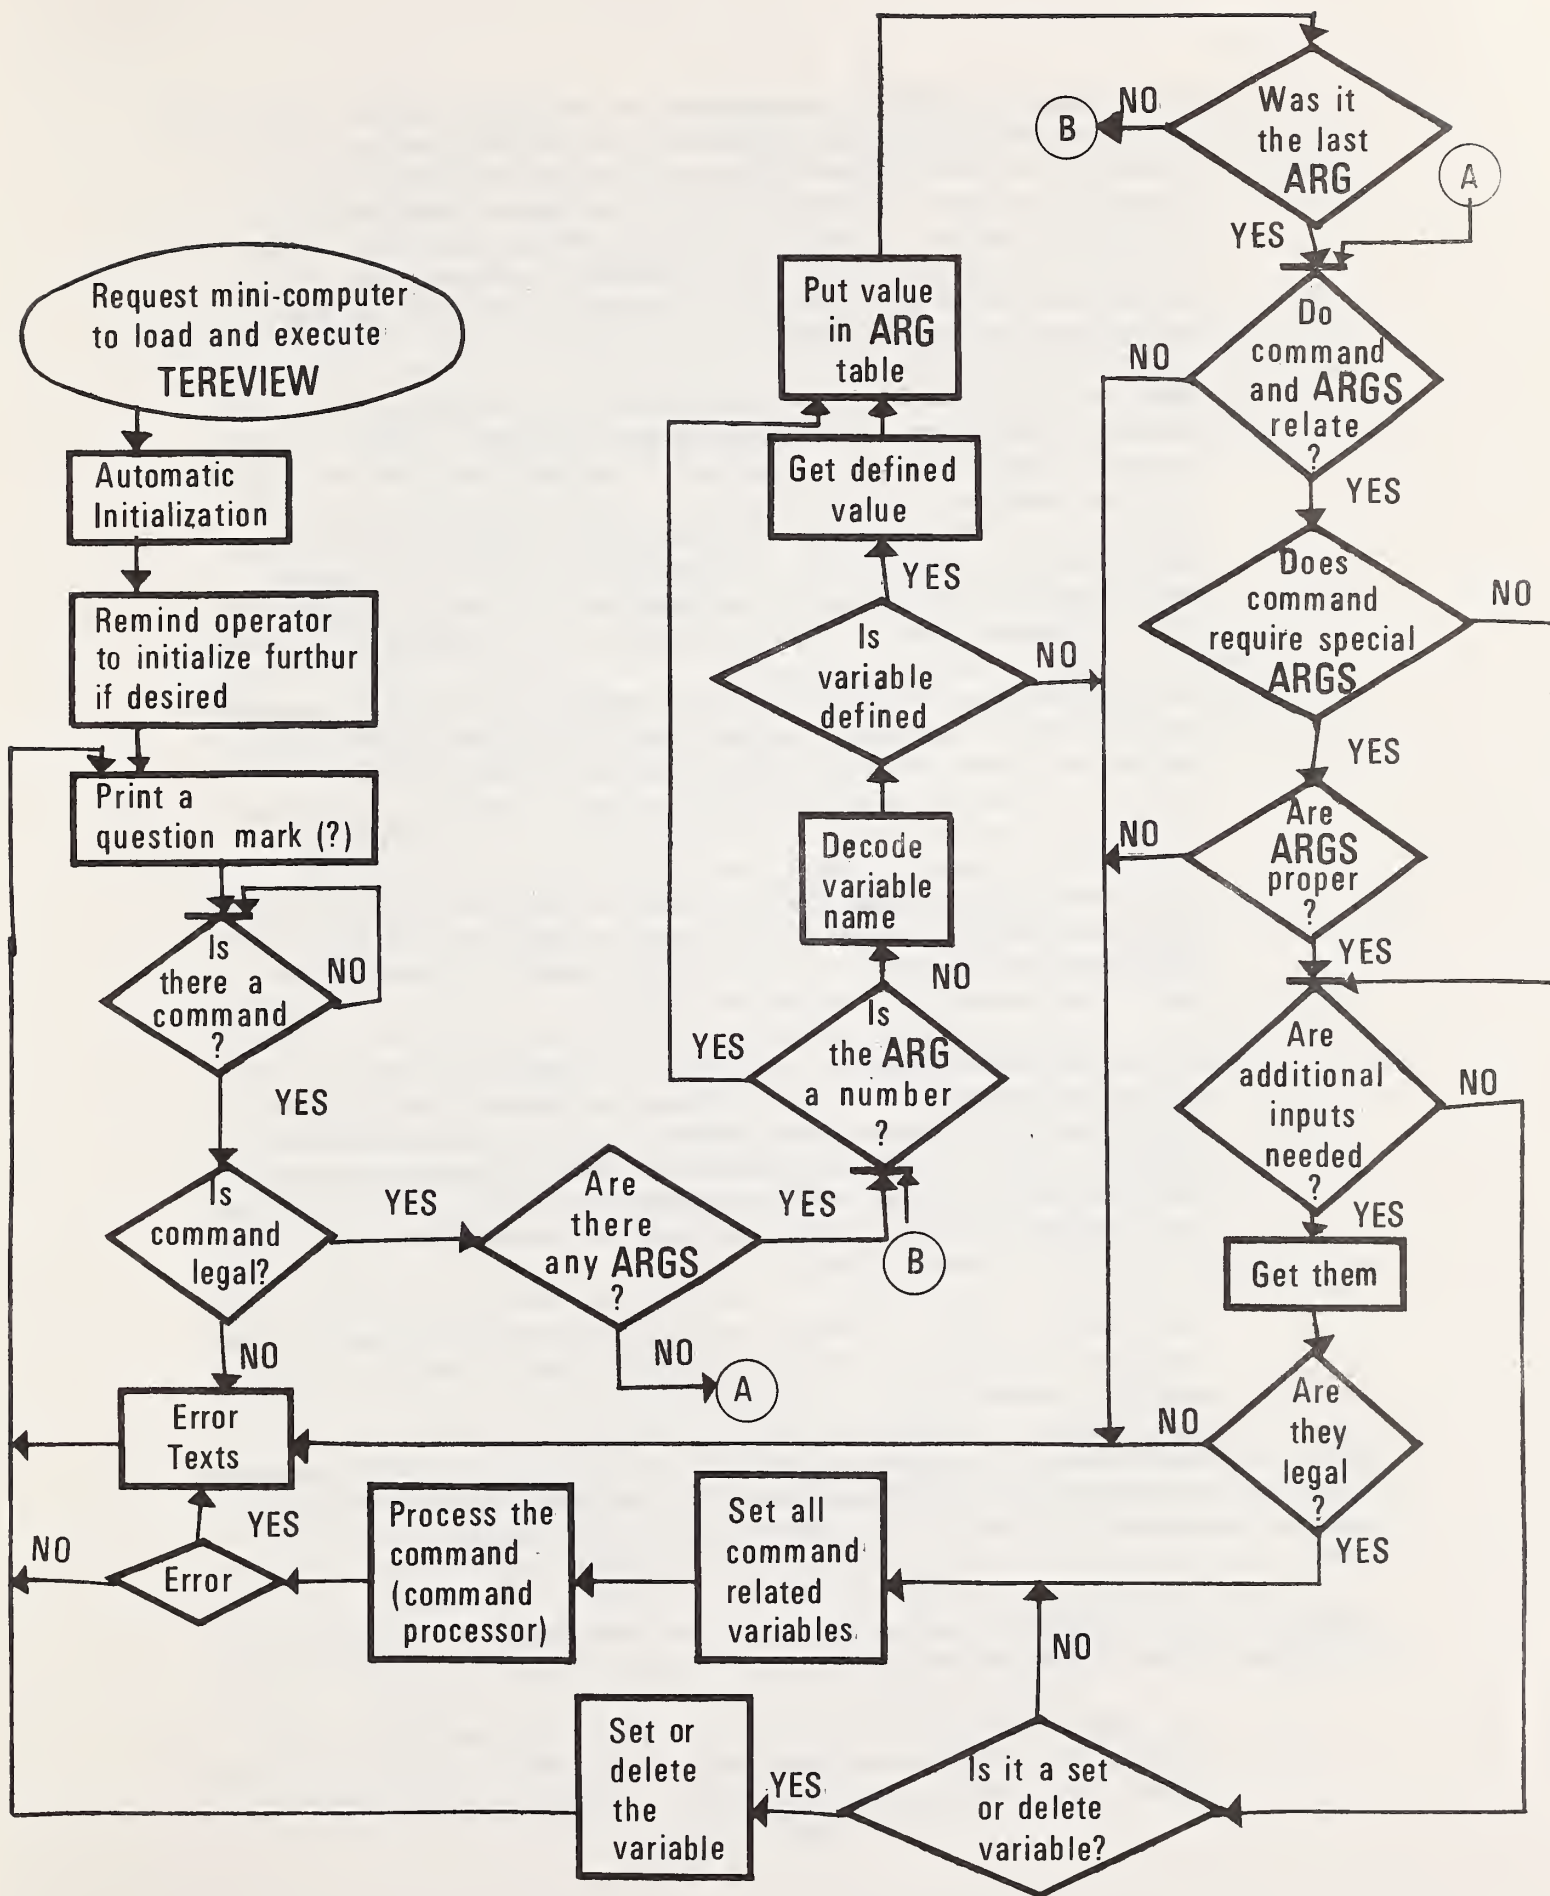 Request mini-computer
to load and execute
TEREVIEW
Automatic
Initialization
Remind operator
to initialize furthur
if desired
Print a
question mark (?)
Is
there a
command
?
NO
YES
Is
command
legal?
YES
NO
Are
there
any ARGS
?
YES
NO
A
B
Is
the ARG
a number
?
YES
NO
Decode
variable
name
Is
variable
defined
NO
YES
Get defined
value
Put value
in ARG
table
Was it
the last
ARG
NO
B
YES
A
Do
command
and ARGS
relate
?
NO
YES
Does
command
require special
ARGS
NO
YES
Are
ARGS
proper
?
NO
YES
Are
additional
inputs
needed
?
NO
YES
Get them
Are
they
legal
?
NO
YES
Error
Texts
YES
NO
Error
Process the
command
(command
processor)
Set all
command
related
variables
NO
Is it a set
or delete
variable?
YES
Set or
delete
the
variable